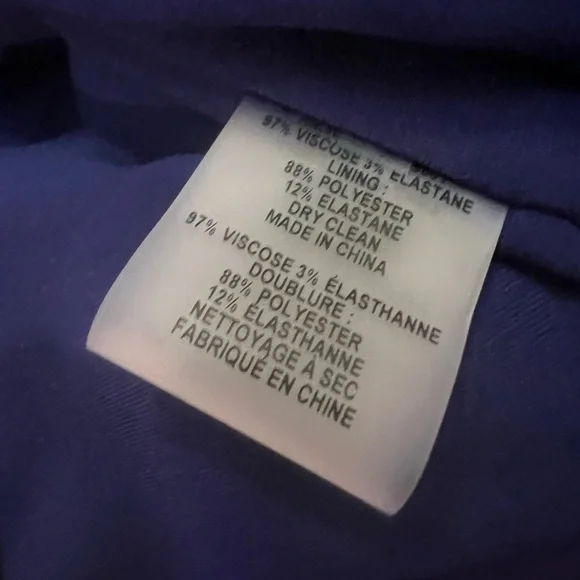 97% VISCOSE 3% ELASTANE
LINING :
88% POLYESTER
12% ELASTANE
DRY CLEAN
MADE IN CHINA
97% VISCOSE 3% ÉLASTHANNE
DOUBLURE :
88% POLYESTER
12% ÉLASTHANNE
NETTOYAGE À SEC
FABRIQUÉ EN CHINE